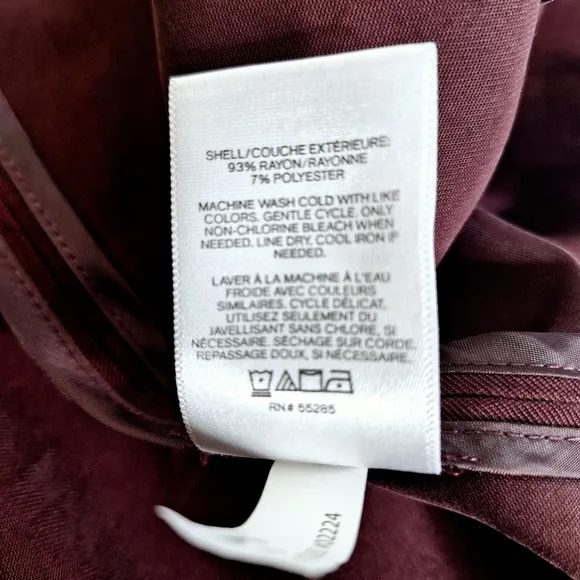 SHELL/COUCHE EXTÉRIEURE:
93% RAYON/RAYONNE
7% POLYESTER
MACHINE WASH COLD WITH LIKE
COLORS. GENTLE CYCLE. ONLY
NON-CHLORINE BLEACH WHEN
NEEDED. LINE DRY. COOL IRON IF
NEEDED.
LAVER À LA MACHINE À L'EAU
FROIDE AVEC COULEURS
SIMILAIRES. CYCLE DÉLICAT.
UTILISEZ SEULEMENT DU
JAVELLISANT SANS CHLORE, SI
NÉCESSAIRE. SÉCHAGE SUR CORDE.
REPASSAGE DOUX, SI NÉCESSAIRE.
RN# 55285